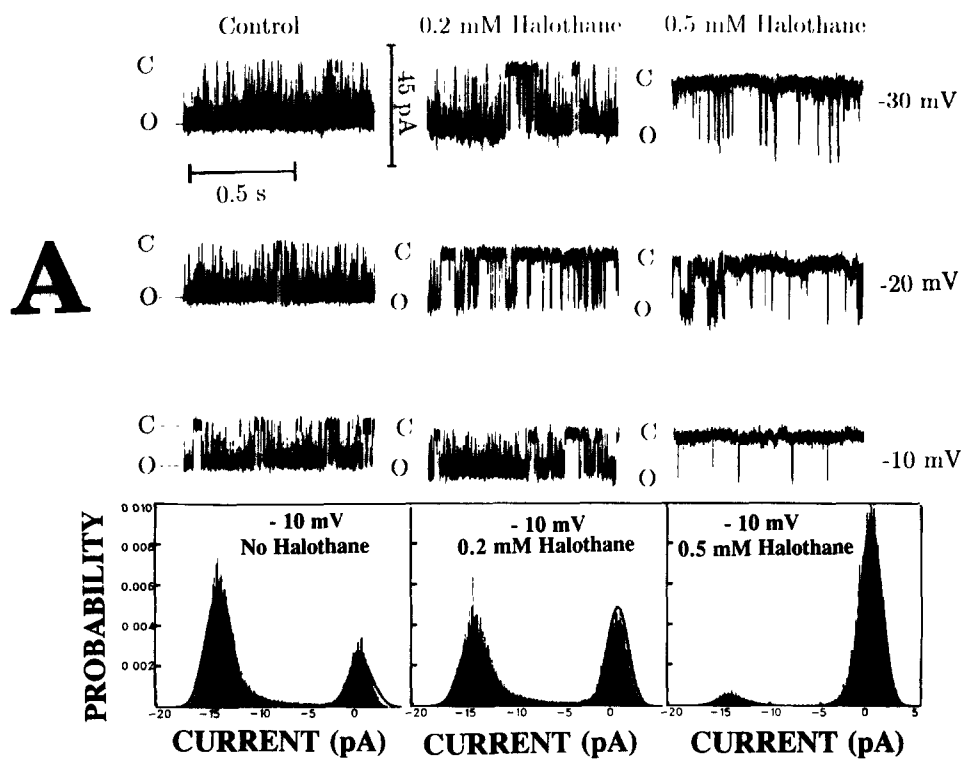 Control 0.2 mM Halothane 0.5 mM Halothane
C C C
45 pA
O O O
-30 mV
0.5 s
A
C C C
O O O
-20 mV
C C C
O O O
-10 mV
PROBABILITY
0.010
0.008
0.006
0.004
0.002
- 10 mV
No Halothane
- 10 mV
0.2 mM Halothane
- 10 mV
0.5 mM Halothane
-20 -15 -10 -5 0 -20 -15 -10 -5 0 -20 -15 -10 -5 0 5
CURRENT (pA) CURRENT (pA) CURRENT (pA)